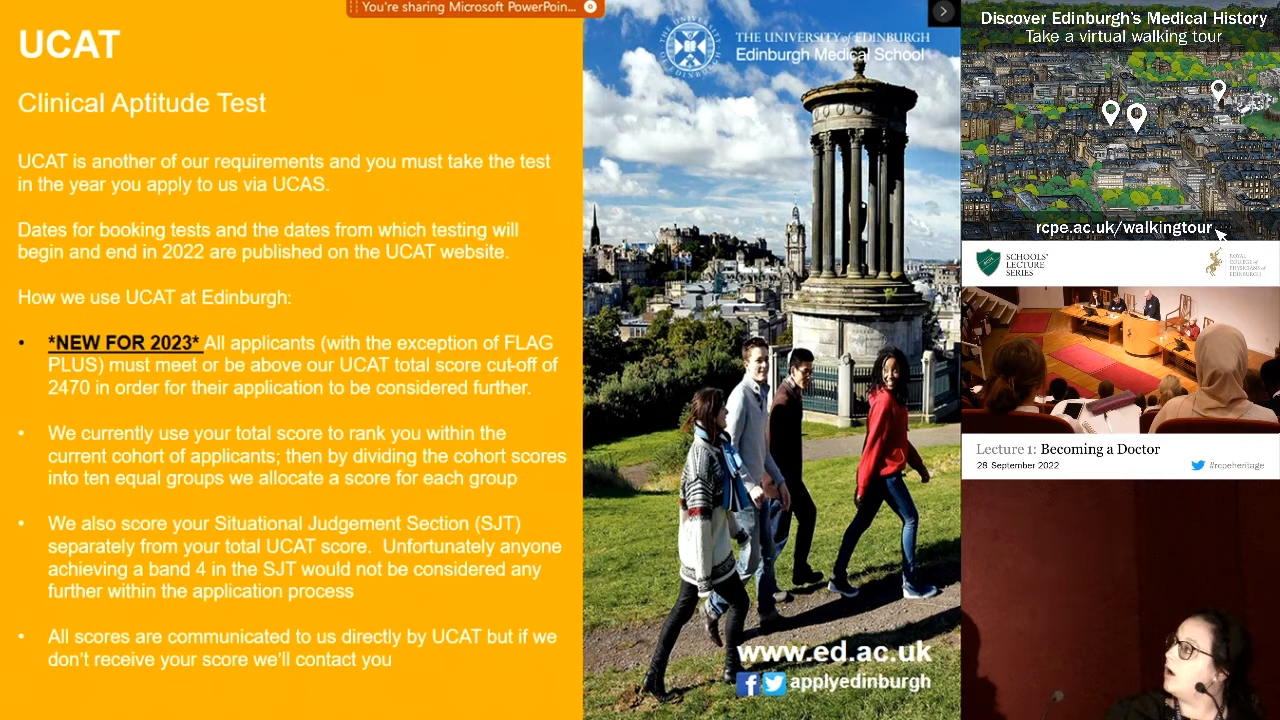 You're sharing Microsoft PowerPoin...
UCAT
Clinical Aptitude Test
UCAT is another of our requirements and you must take the test
in the year you apply to us via UCAS.
Dates for booking tests and the dates from which testing will
begin and end in 2022 are published on the UCAT website.
How we use UCAT at Edinburgh:
• *NEW FOR 2023* All applicants (with the exception of FLAG
PLUS) must meet or be above our UCAT total score cut-off of
2470 in order for their application to be considered further.
• We currently use your total score to rank you within the
current cohort of applicants; then by dividing the cohort scores
into ten equal groups we allocate a score for each group
• We also score your Situational Judgement Section (SJT)
separately from your total UCAT score. Unfortunately anyone
achieving a band 4 in the SJT would not be considered any
further within the application process
• All scores are communicated to us directly by UCAT but if we
don't receive your score we'll contact you
THE UNIVERSITY of EDINBURGH
Edinburgh Medical School
www.ed.ac.uk
applyedinburgh
Discover Edinburgh's Medical History
Take a virtual walking tour
rcpe.ac.uk/walkingtour
SCHOOLS'
LECTURE
SERIES
ROYAL
COLLEGE of
PHYSICIANS of
EDINBURGH
Lecture 1: Becoming a Doctor
28 September 2022
#rcpeheritage